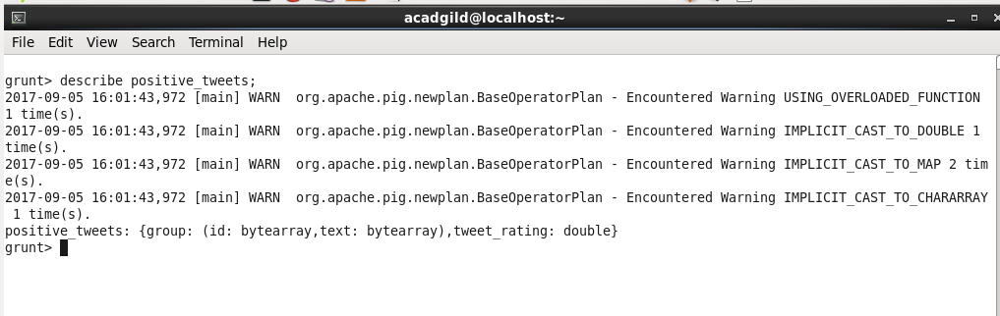 acadgild@localhost:~
File Edit View Search Terminal Help
grunt> describe positive_tweets;
2017-09-05 16:01:43,972 [main] WARN  org.apache.pig.newplan.BaseOperatorPlan - Encountered Warning USING_OVERLOADED_FUNCTION
1 time(s).
2017-09-05 16:01:43,972 [main] WARN  org.apache.pig.newplan.BaseOperatorPlan - Encountered Warning IMPLICIT_CAST_TO_DOUBLE 1
time(s).
2017-09-05 16:01:43,972 [main] WARN  org.apache.pig.newplan.BaseOperatorPlan - Encountered Warning IMPLICIT_CAST_TO_MAP 2 tim
e(s).
2017-09-05 16:01:43,972 [main] WARN  org.apache.pig.newplan.BaseOperatorPlan - Encountered Warning IMPLICIT_CAST_TO_CHARARRAY
 1 time(s).
positive_tweets: {group: (id: bytearray,text: bytearray),tweet_rating: double}
grunt>